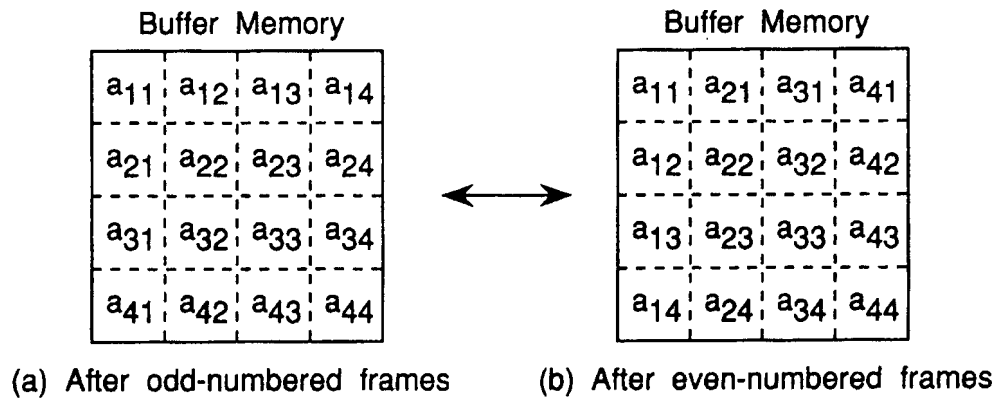 Buffer Memory
a11 a12 a13 a14
a21 a22 a23 a24
a31 a32 a33 a34
a41 a42 a43 a44
(a) After odd-numbered frames
Buffer Memory
a11 a21 a31 a41
a12 a22 a32 a42
a13 a23 a33 a43
a14 a24 a34 a44
(b) After even-numbered frames